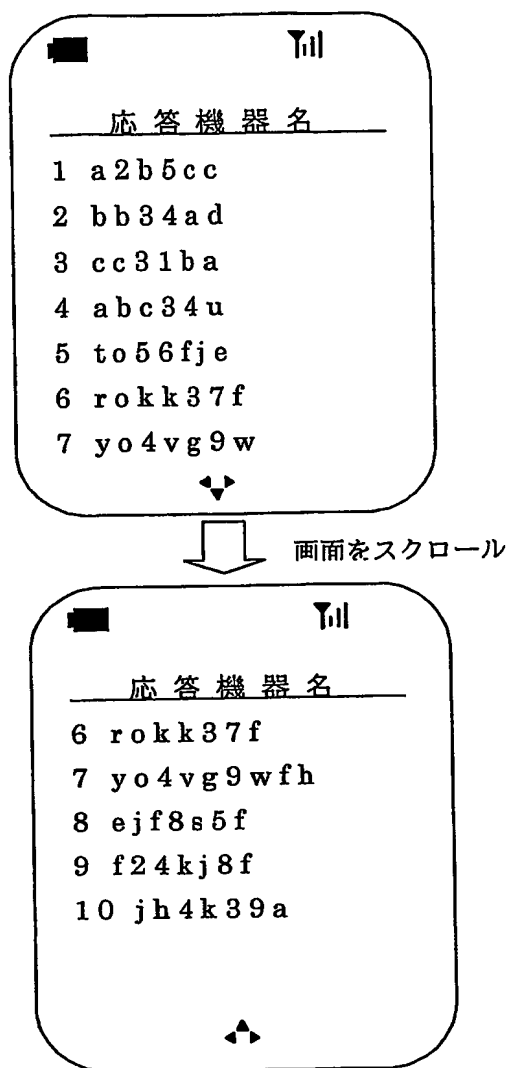 応答機器名
1 a2b5cc
2 bb34ad
3 cc31ba
4 abc34u
5 to56fje
6 rokk37f
7 yo4vg9w
画面をスクロール
応答機器名
6 rokk37f
7 yo4vg9wfh
8 ejf8s5f
9 f24kj8f
10 jh4k39a